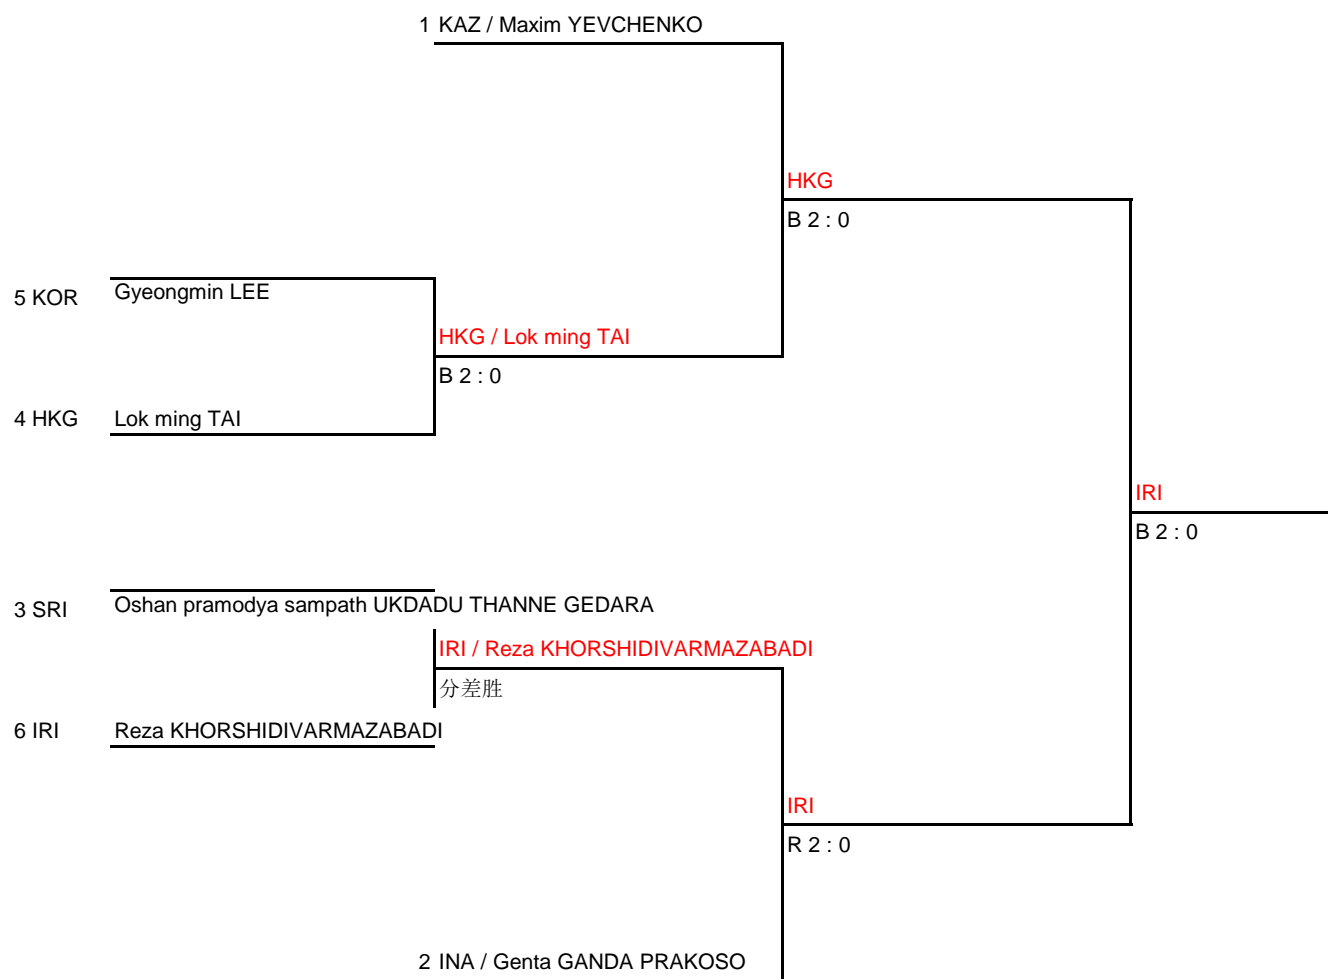 1 KAZ / Maxim YEVCHENKO
HKG
B 2 : 0
5 KOR Gyeongmin LEE
HKG / Lok ming TAI
B 2 : 0
4 HKG Lok ming TAI
IRI
B 2 : 0
3 SRI Oshan pramodya sampath UKDADU THANNE GEDARA
IRI / Reza KHORSHIDIVARMAZABADI
分差胜
6 IRI Reza KHORSHIDIVARMAZABADI
IRI
R 2 : 0
2 INA / Genta GANDA PRAKOSO